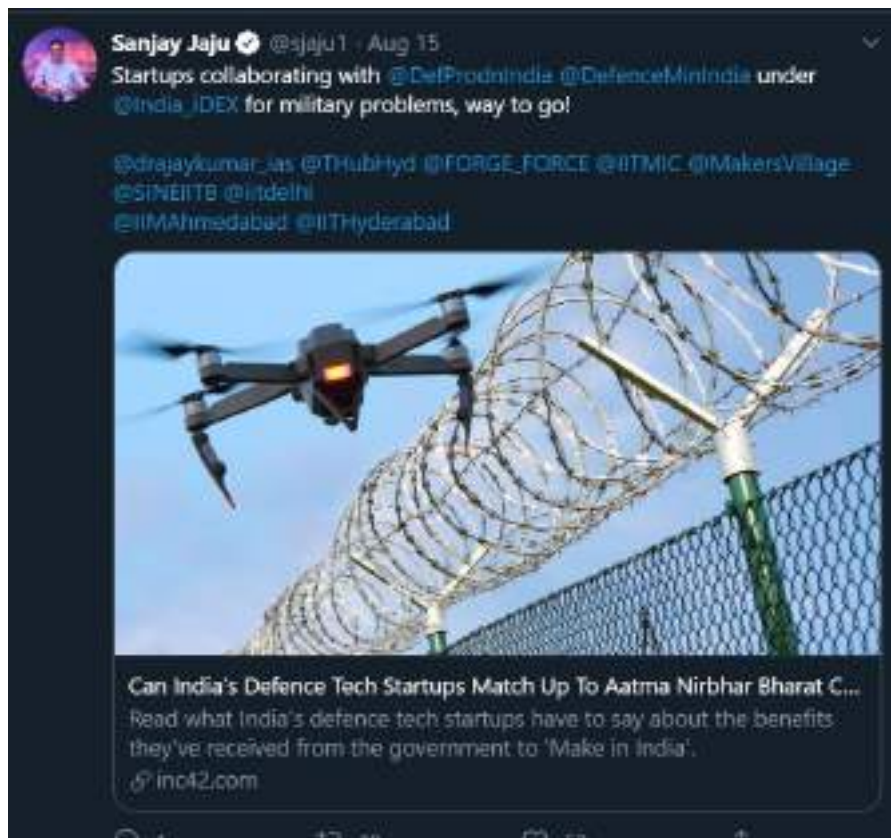 Sanjay Jaju @sjaju1 · Aug 15
Startups collaborating with @DefProdnIndia @DefenceMinIndia under
@India_iDEX for military problems, way to go!
@drajaykumar_ias @THubHyd @FORGE_FORCE @IITMIC @MakersVillage
@SINEIITB @iitdelhi
@IIMAhmedabad @IITHyderabad
Can India's Defence Tech Startups Match Up To Aatma Nirbhar Bharat C...
Read what India's defence tech startups have to say about the benefits
they've received from the government to 'Make in India'.
inc42.com